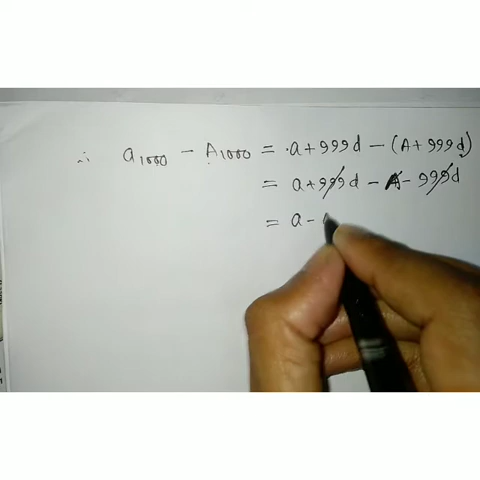 ∴ a1000 - A1000 = a+999d - (A+999d)
= a+999d - A - 999d
= a -